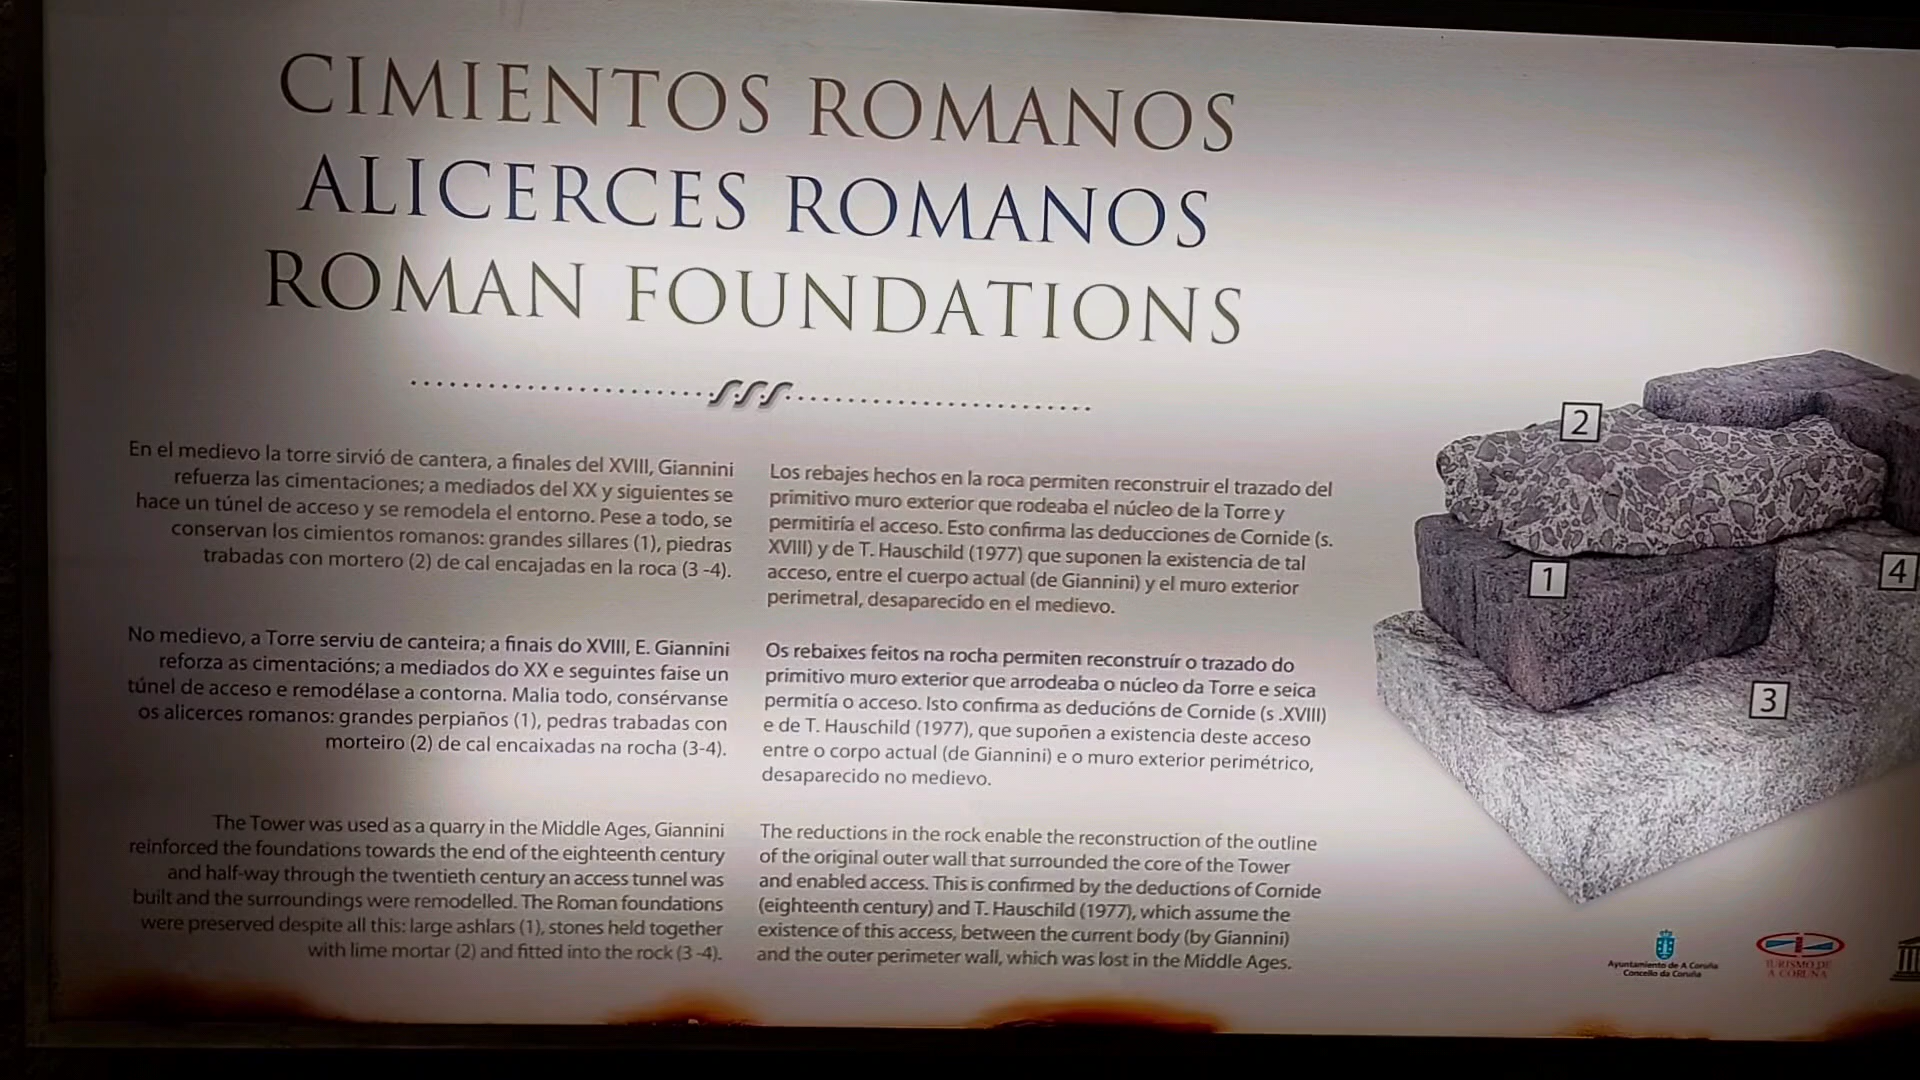 CIMIENTOS ROMANOS
ALICERCES ROMANOS
ROMAN FOUNDATIONS
En el medievo la torre sirvió de cantera, a finales del XVIII, Giannini
refuerza las cimentaciones; a mediados del XX y siguientes se
hace un túnel de acceso y se remodela el entorno. Pese a todo, se
conservan los cimientos romanos: grandes sillares (1), piedras
trabadas con mortero (2) de cal encajadas en la roca (3 -4).
No medievo, a Torre serviu de canteira; a finais do XVIII, E. Giannini
reforza as cimentacións; a mediados do XX e seguintes faise un
túnel de acceso e remodélase a contorna. Malia todo, consérvanse
os alicerces romanos: grandes perpiaños (1), pedras trabadas con
morteiro (2) de cal encaixadas na rocha (3-4).
The Tower was used as a quarry in the Middle Ages, Giannini
reinforced the foundations towards the end of the eighteenth century
and half-way through the twentieth century an access tunnel was
built and the surroundings were remodelled. The Roman foundations
were preserved despite all this: large ashlars (1), stones held together
with lime mortar (2) and fitted into the rock (3 -4).
Los rebajes hechos en la roca permiten reconstruir el trazado del
primitivo muro exterior que rodeaba el núcleo de la Torre y
permitiría el acceso. Esto confirma las deducciones de Cornide (s.
XVIII) y de T. Hauschild (1977) que suponen la existencia de tal
acceso, entre el cuerpo actual (de Giannini) y el muro exterior
perimetral, desaparecido en el medievo.
Os rebaixes feitos na rocha permiten reconstruír o trazado do
primitivo muro exterior que arrodeaba o núcleo da Torre e seica
permitía o acceso. Isto confirma as deducións de Cornide (s .XVIII)
e de T. Hauschild (1977), que supoñen a existencia deste acceso
entre o corpo actual (de Giannini) e o muro exterior perimétrico,
desaparecido no medievo.
The reductions in the rock enable the reconstruction of the outline
of the original outer wall that surrounded the core of the Tower
and enabled access. This is confirmed by the deductions of Cornide
(eighteenth century) and T. Hauschild (1977), which assume the
existence of this access, between the current body (by Giannini)
and the outer perimeter wall, which was lost in the Middle Ages.
2
1
4
3
Ayuntamiento de A Coruña
Concello da Coruña
TURISMO DE
A CORUÑA